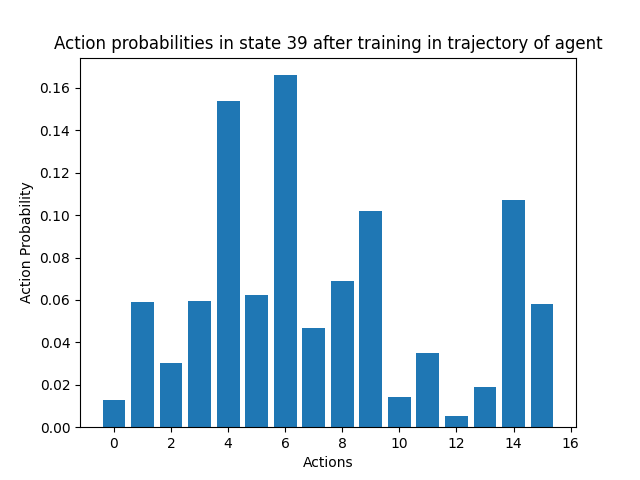 Action probabilities in state 39 after training in trajectory of agent
Action Probability
0.16
0.14
0.12
0.10
0.08
0.06
0.04
0.02
0.00
0 2 4 6 8 10 12 14 16
Actions